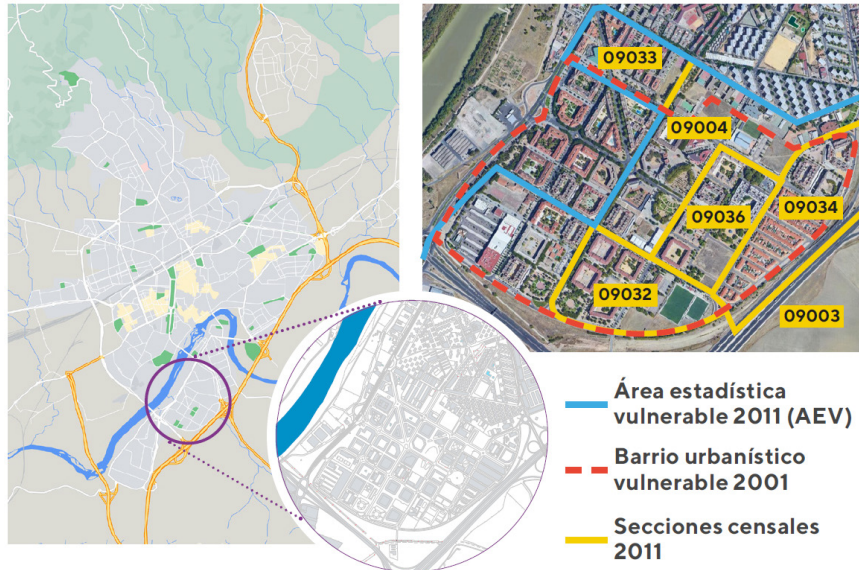 09033
09004
09036
09034
09032
09003
Área estadística
vulnerable 2011 (AEV)
Barrio urbanístico
vulnerable 2001
Secciones censales
2011